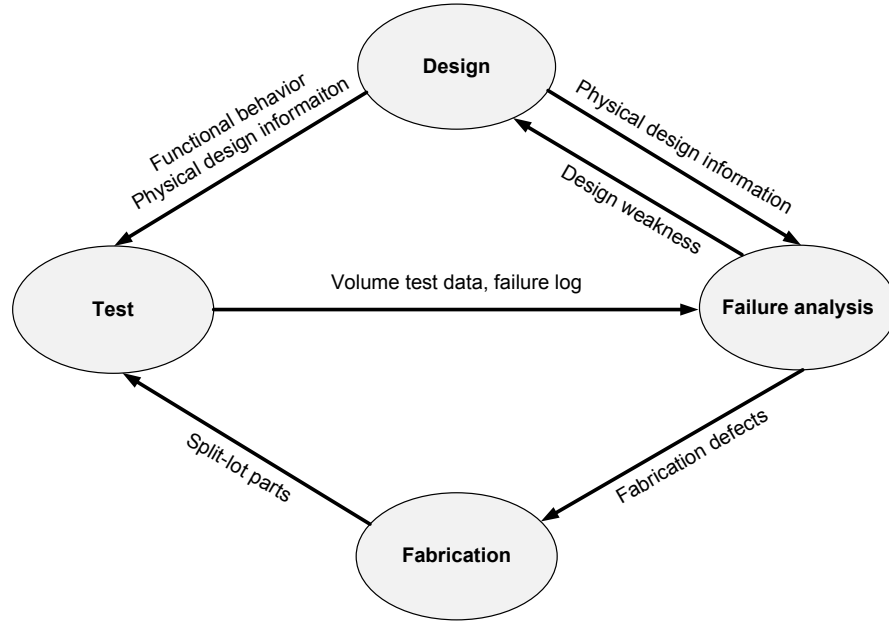 Design
Functional behavior
Physical design informaiton
Physical design information
Design weakness
Test
Volume test data, failure log
Failure analysis
Split-lot parts
Fabrication defects
Fabrication